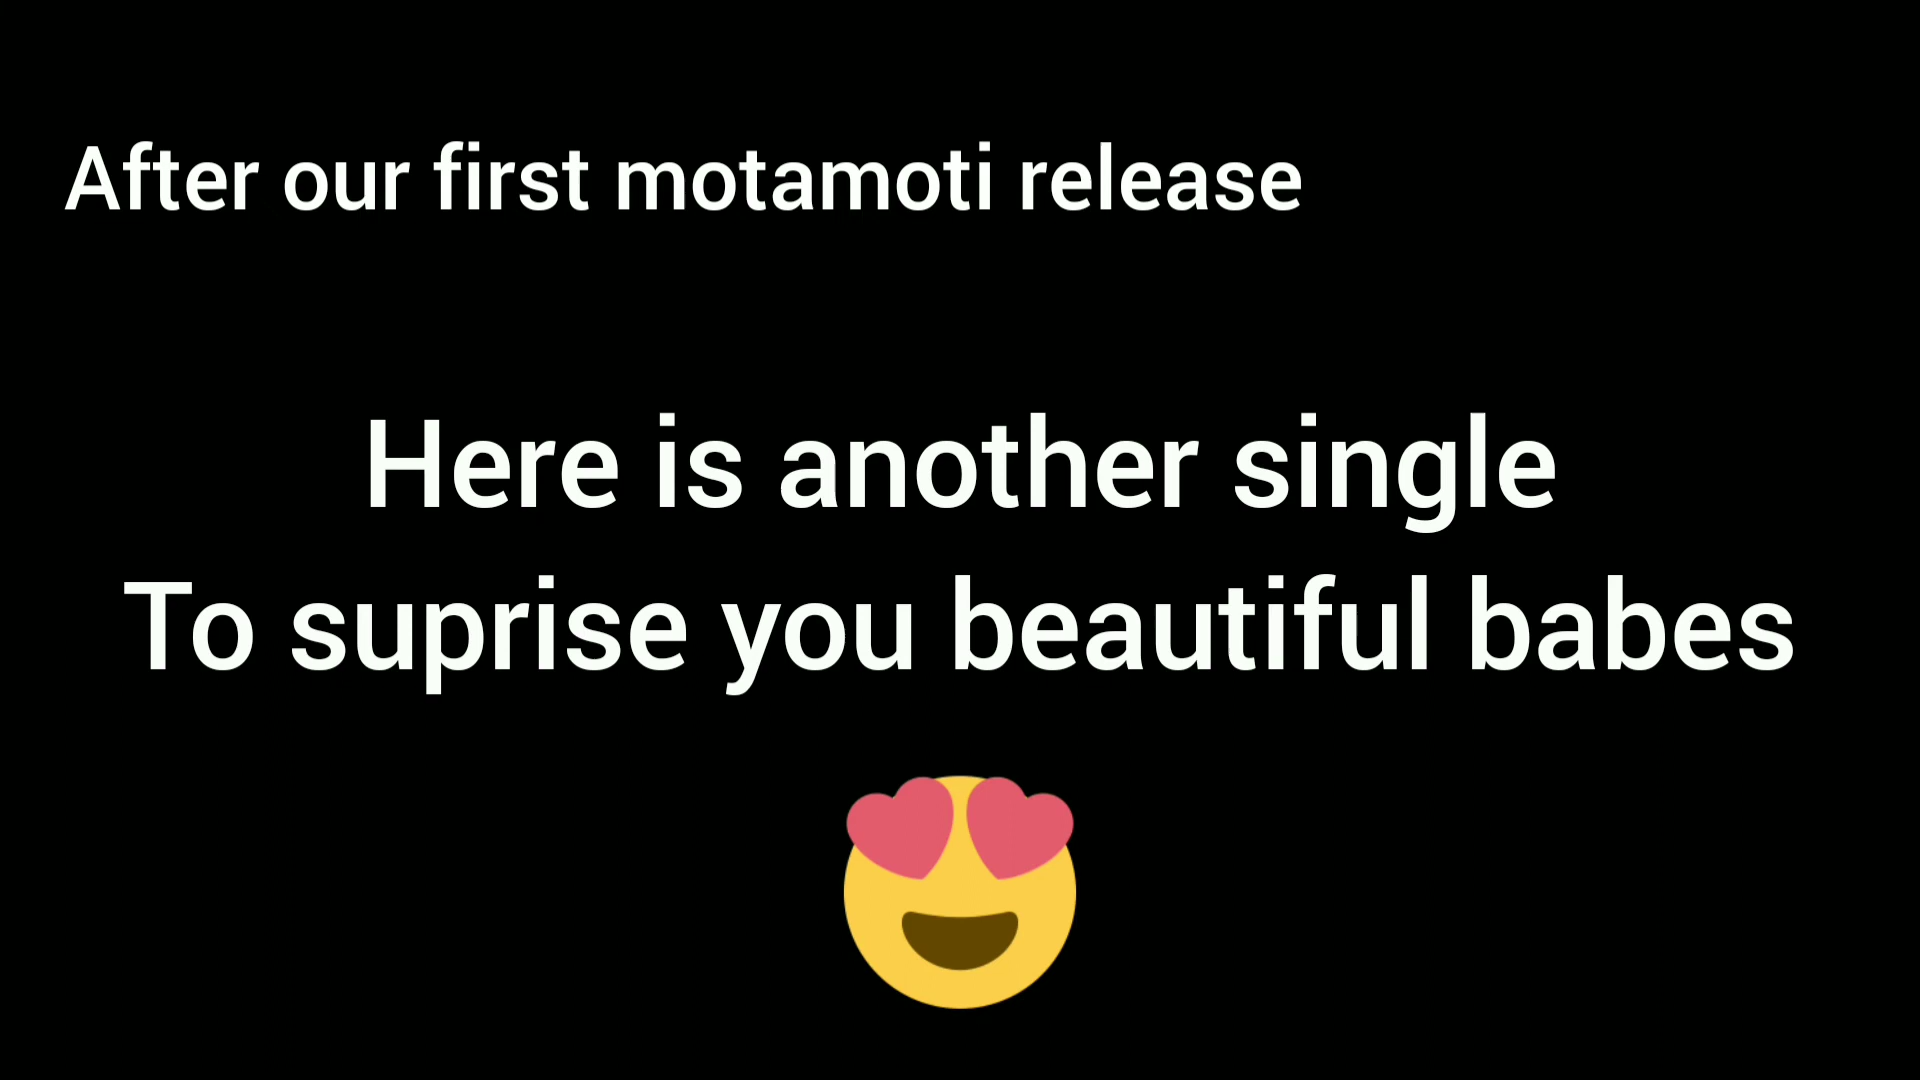 After our first motamoti release
Here is another single
To suprise you beautiful babes